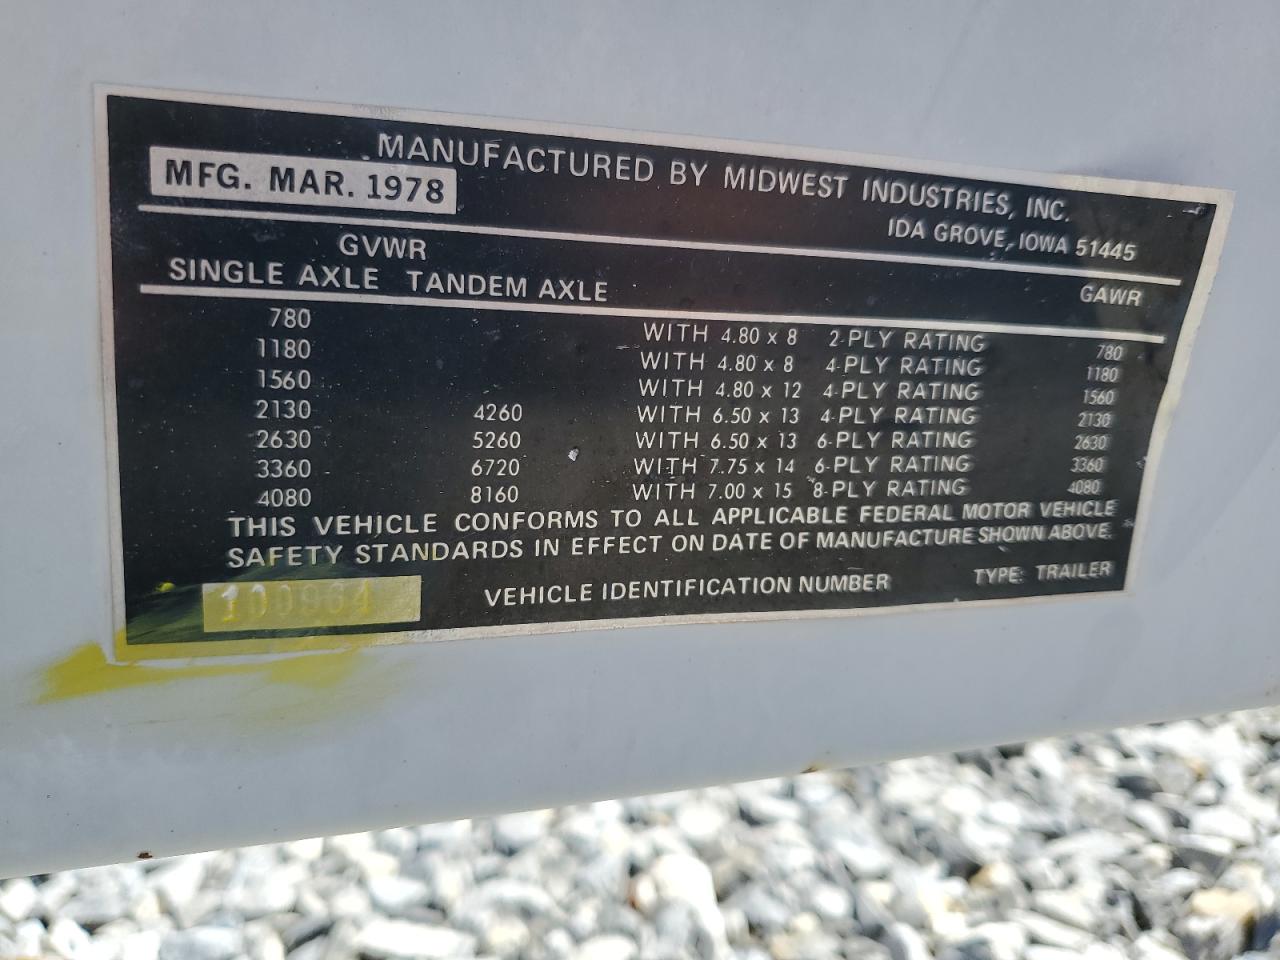 MANUFACTURED BY MIDWEST INDUSTRIES, INC.
MFG. MAR. 1978
IDA GROVE, IOWA 51445
GVWR
SINGLE AXLE TANDEM AXLE GAWR
780 WITH 4.80 x 8 2-PLY RATING 780
1180 WITH 4.80 x 8 4-PLY RATING 1180
1560 WITH 4.80 x 12 4-PLY RATING 1560
2130 4260 WITH 6.50 x 13 4-PLY RATING 2130
2630 5260 WITH 6.50 x 13 6-PLY RATING 2630
3360 6720 WITH 7.75 x 14 6-PLY RATING 3360
4080 8160 WITH 7.00 x 15 8-PLY RATING 4080
THIS VEHICLE CONFORMS TO ALL APPLICABLE FEDERAL MOTOR VEHICLE
SAFETY STANDARDS IN EFFECT ON DATE OF MANUFACTURE SHOWN ABOVE.
100964 VEHICLE IDENTIFICATION NUMBER TYPE: TRAILER